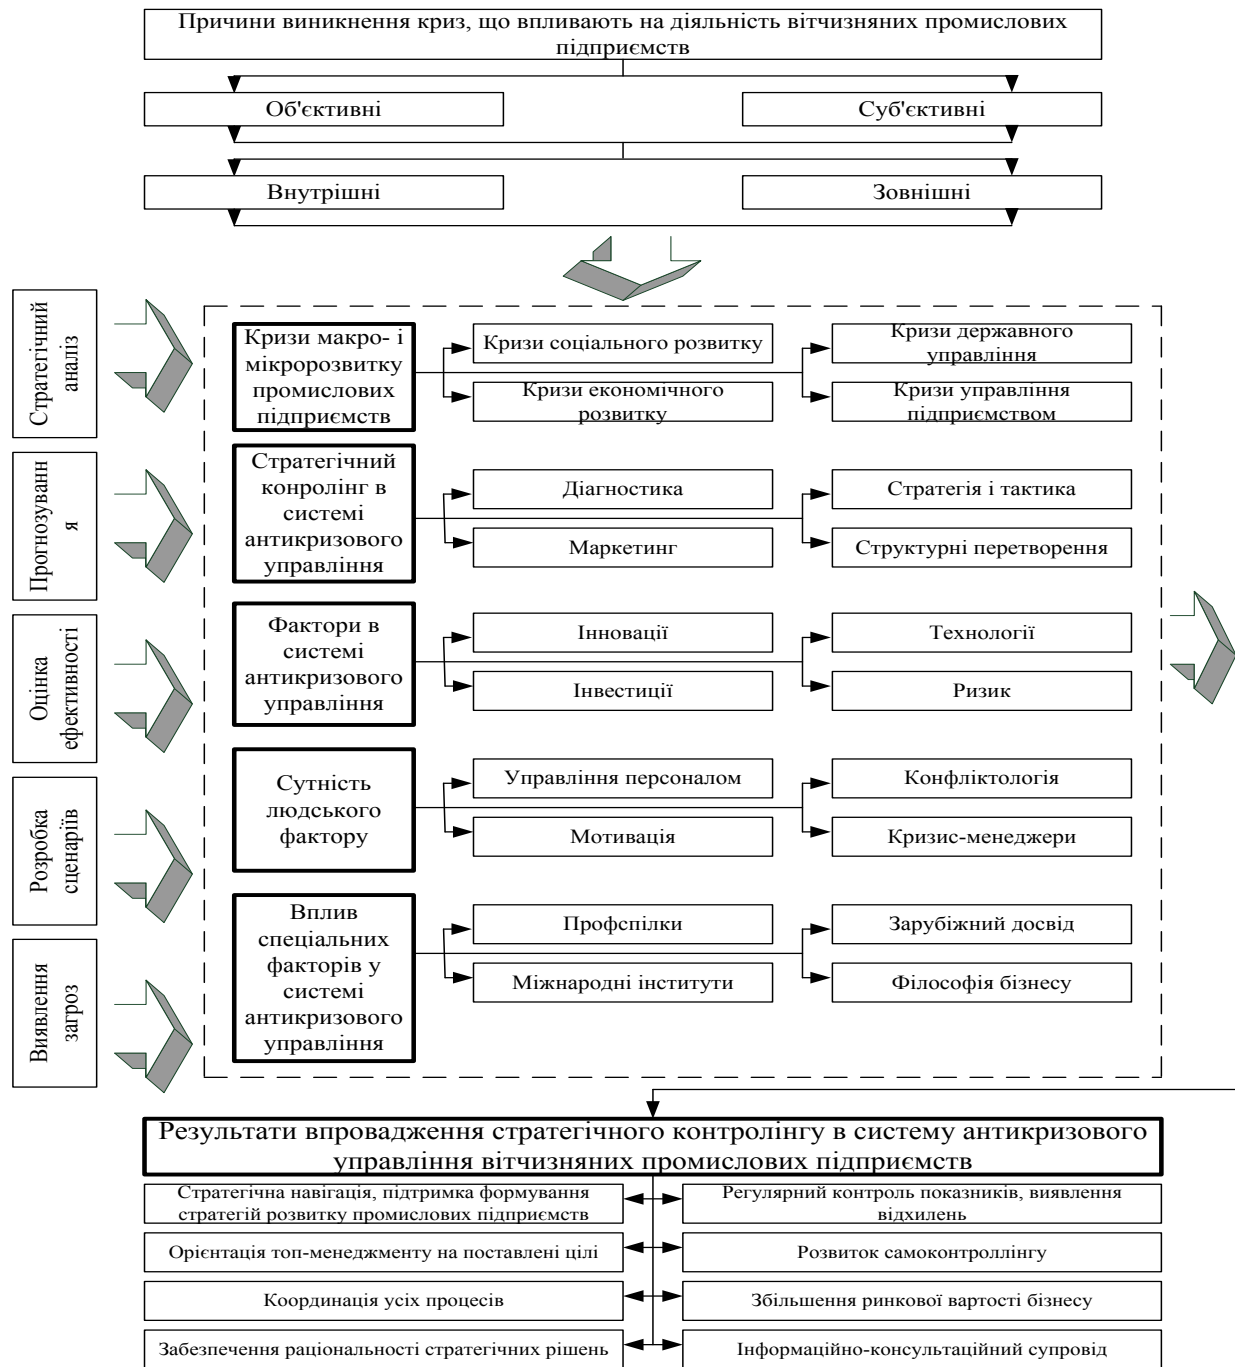 Причини виникнення криз, що впливають на діяльність вітчизняних промислових
підприємств
Об'єктивні
Суб'єктивні
Внутрішні
Зовнішні
Стратегічний
аналіз
Прогнозуванн
я
Оцінка
ефективності
Розробка
сценаріїв
Виявлення
загроз
Кризи макро- і
мікророзвитку
промислових
підприємств
Кризи соціального розвитку
Кризи економічного
розвитку
Кризи державного
управління
Кризи управління
підприємством
Стратегічний
конролінг в
системі
антикризового
управління
Діагностика
Маркетинг
Стратегія і тактика
Структурні перетворення
Фактори в
системі
антикризового
управління
Інновації
Інвестиції
Технології
Ризик
Сутність
людського
фактору
Управління персоналом
Мотивація
Конфліктологія
Кризис-менеджери
Вплив
спеціальних
факторів у
системі
антикризового
управління
Профспілки
Міжнародні інститути
Зарубіжний досвід
Філософія бізнесу
Результати впровадження стратегічного контролінгу в систему антикризового
управління вітчизняних промислових підприємств
Стратегічна навігація, підтримка формування
стратегій розвитку промислових підприємств
Регулярний контроль показників, виявлення
відхилень
Орієнтація топ-менеджменту на поставлені цілі
Розвиток самоконтроллінгу
Координація усіх процесів
Збільшення ринкової вартості бізнесу
Забезпечення раціональності стратегічних рішень
Інформаційно-консультаційний супровід